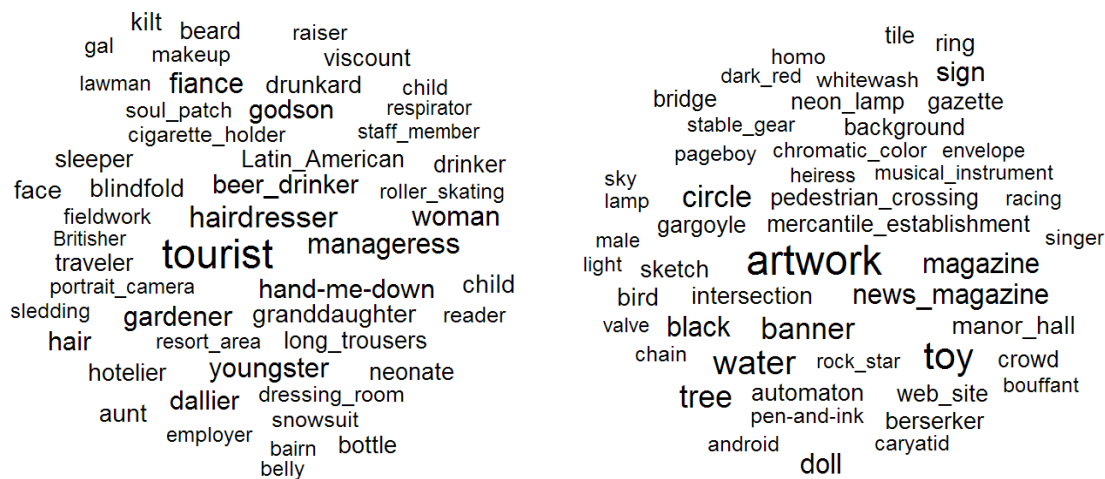 kilt beard raiser
gal makeup viscount
lawman fiance drunkard child
soul_patch godson respirator
cigarette_holder staff_member
sleeper Latin_American drinker
face blindfold beer_drinker roller_skating
fieldwork hairdresser woman
Britisher tourist manageress
traveler
portrait_camera hand-me-down child
sledding gardener granddaughter reader
hair resort_area long_trousers
hotelier youngster neonate
aunt dallier dressing_room
snowsuit
employer bairn bottle
belly
tile ring
homo
dark_red whitewash sign
bridge neon_lamp gazette
stable_gear background
pageboy chromatic_color envelope
sky heiress musical_instrument
lamp circle pedestrian_crossing racing
gargoyle mercantile_establishment
male singer
light sketch artwork magazine
bird intersection news_magazine
valve black banner manor_hall
chain water rock_star toy crowd
tree automaton web_site bouffant
pen-and-ink berserker
android caryatid
doll